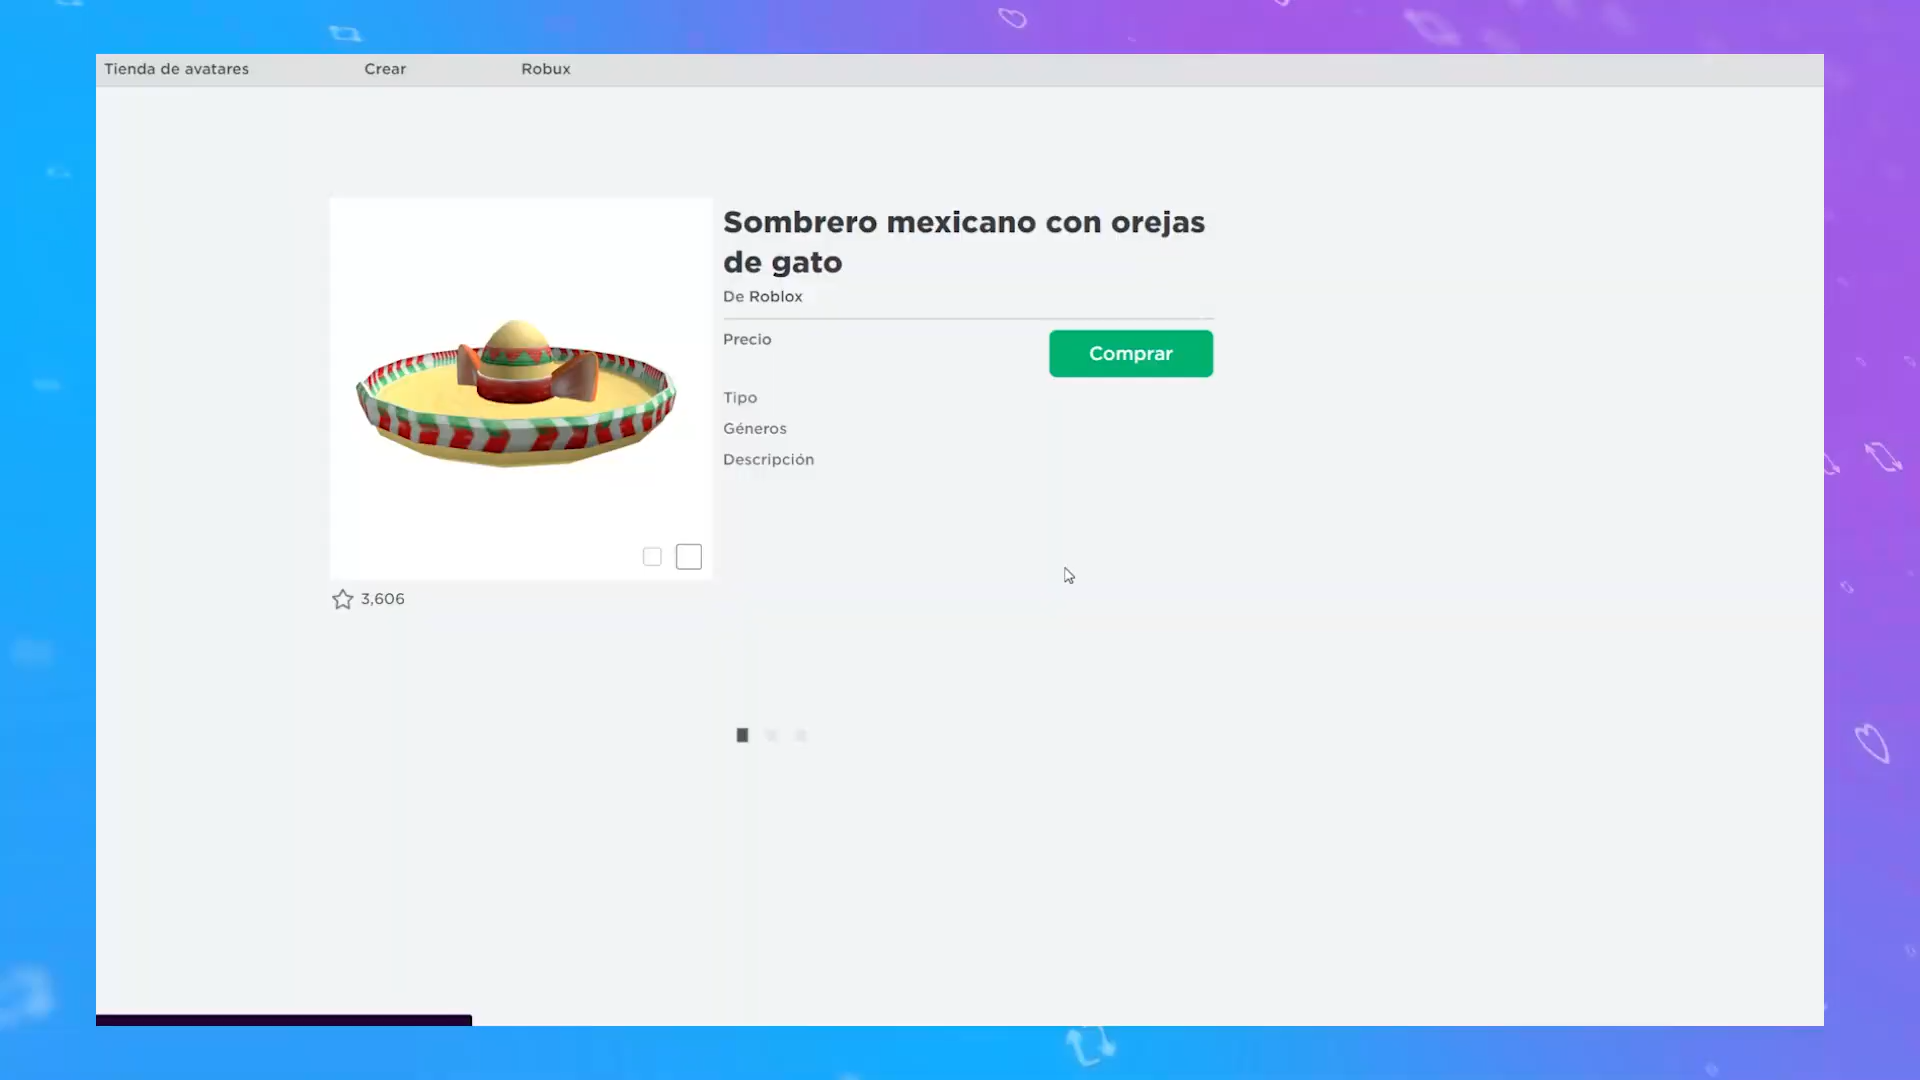 Tienda de avatares
Crear
Robux
Sombrero mexicano con orejas
de gato
De Roblox
Precio
Comprar
Tipo
Géneros
Descripción
3,606